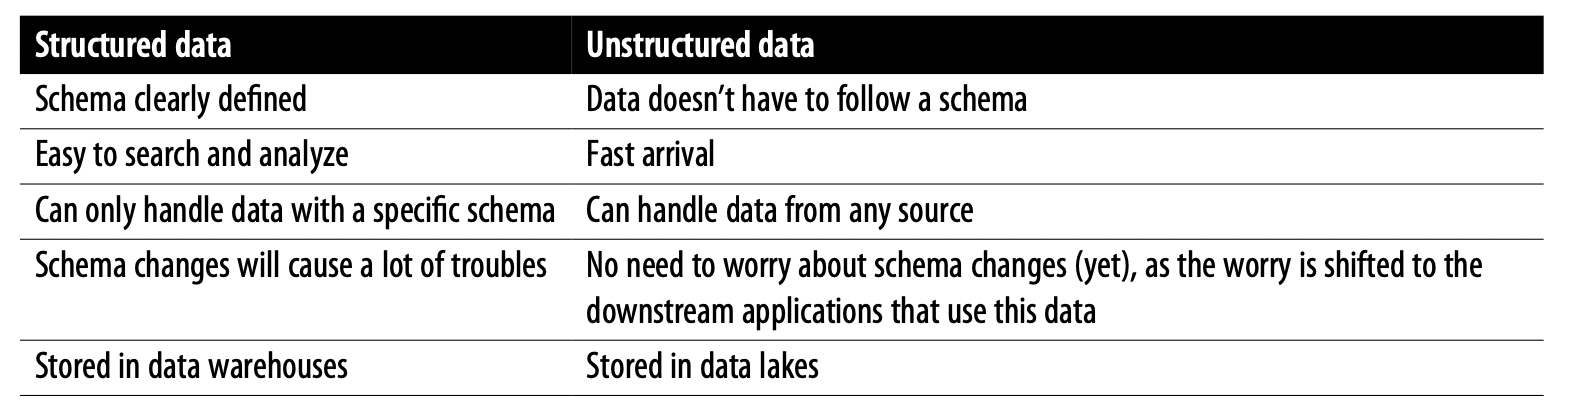 Structured data Unstructured data
Schema clearly defined Data doesn’t have to follow a schema
Easy to search and analyze Fast arrival
Can only handle data with a specific schema Can handle data from any source
Schema changes will cause a lot of troubles No need to worry about schema changes (yet), as the worry is shifted to the
downstream applications that use this data
Stored in data warehouses Stored in data lakes